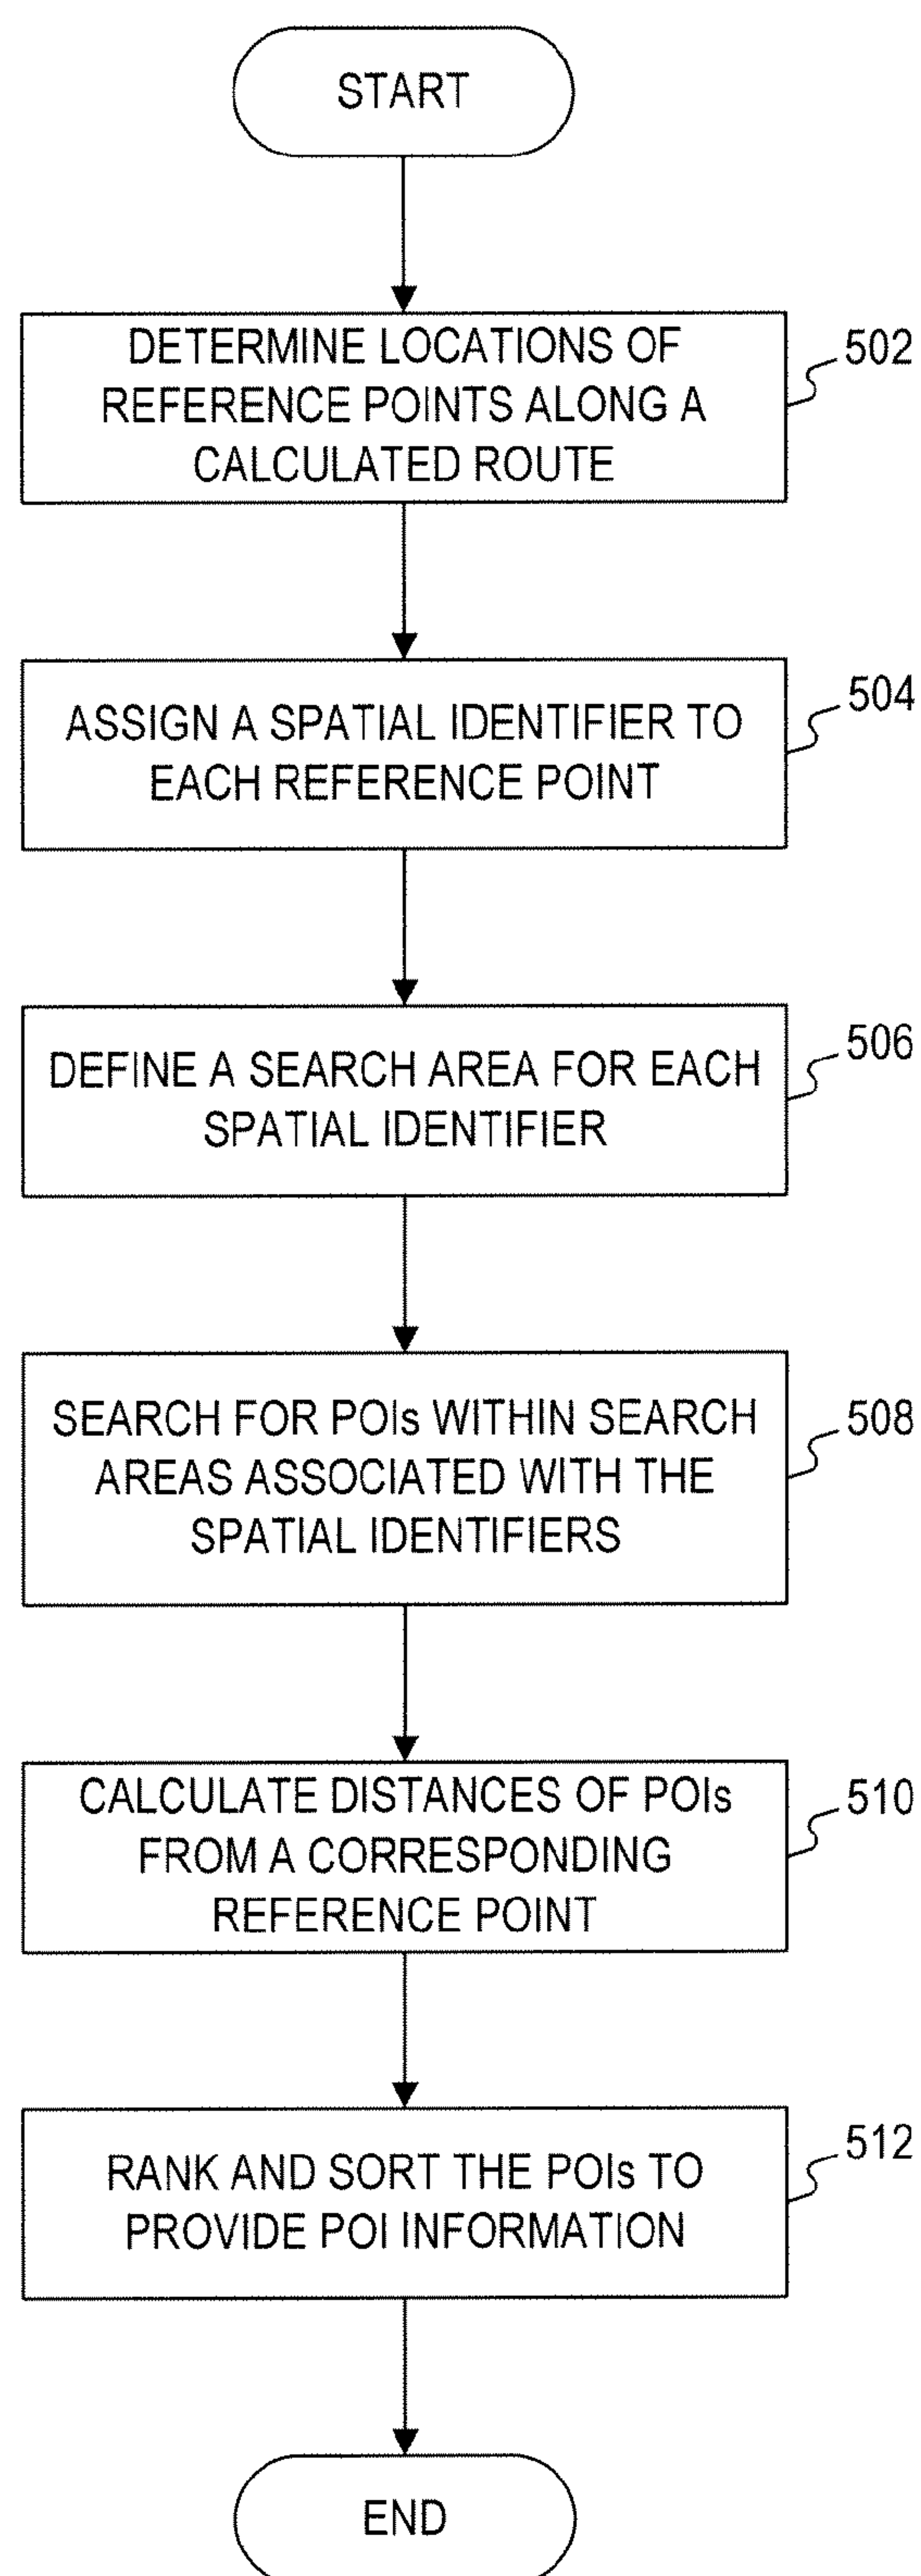 START
DETERMINE LOCATIONS OF
REFERENCE POINTS ALONG A
CALCULATED ROUTE
502
ASSIGN A SPATIAL IDENTIFIER TO
EACH REFERENCE POINT
504
DEFINE A SEARCH AREA FOR EACH
SPATIAL IDENTIFIER
506
SEARCH FOR POIs WITHIN SEARCH
AREAS ASSOCIATED WITH THE
SPATIAL IDENTIFIERS
508
CALCULATE DISTANCES OF POIs
FROM A CORRESPONDING
REFERENCE POINT
510
RANK AND SORT THE POIs TO
PROVIDE POI INFORMATION
512
END